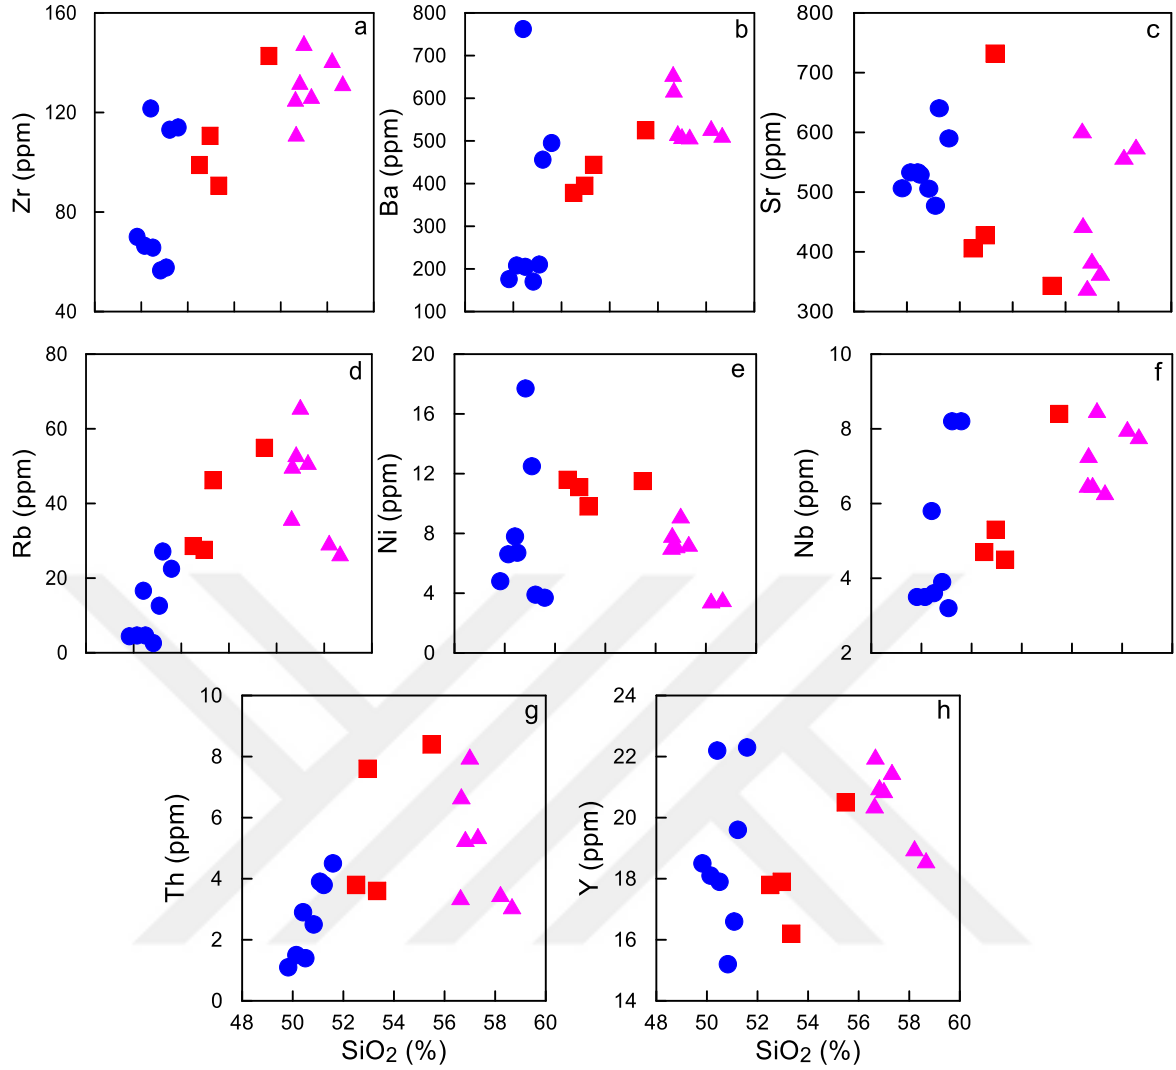 a
160
120
80
40
Zr (ppm)
b
800
700
600
500
400
300
200
100
Ba (ppm)
c
800
700
600
500
400
300
Sr (ppm)
d
80
60
40
20
0
Rb (ppm)
e
20
16
12
8
4
0
Ni (ppm)
f
10
8
6
4
2
Nb (ppm)
g
10
8
6
4
2
0
Th (ppm)
48 50 52 54 56 58 60
SiO2 (%)
h
24
22
20
18
16
14
Y (ppm)
48 50 52 54 56 58 60
SiO2 (%)